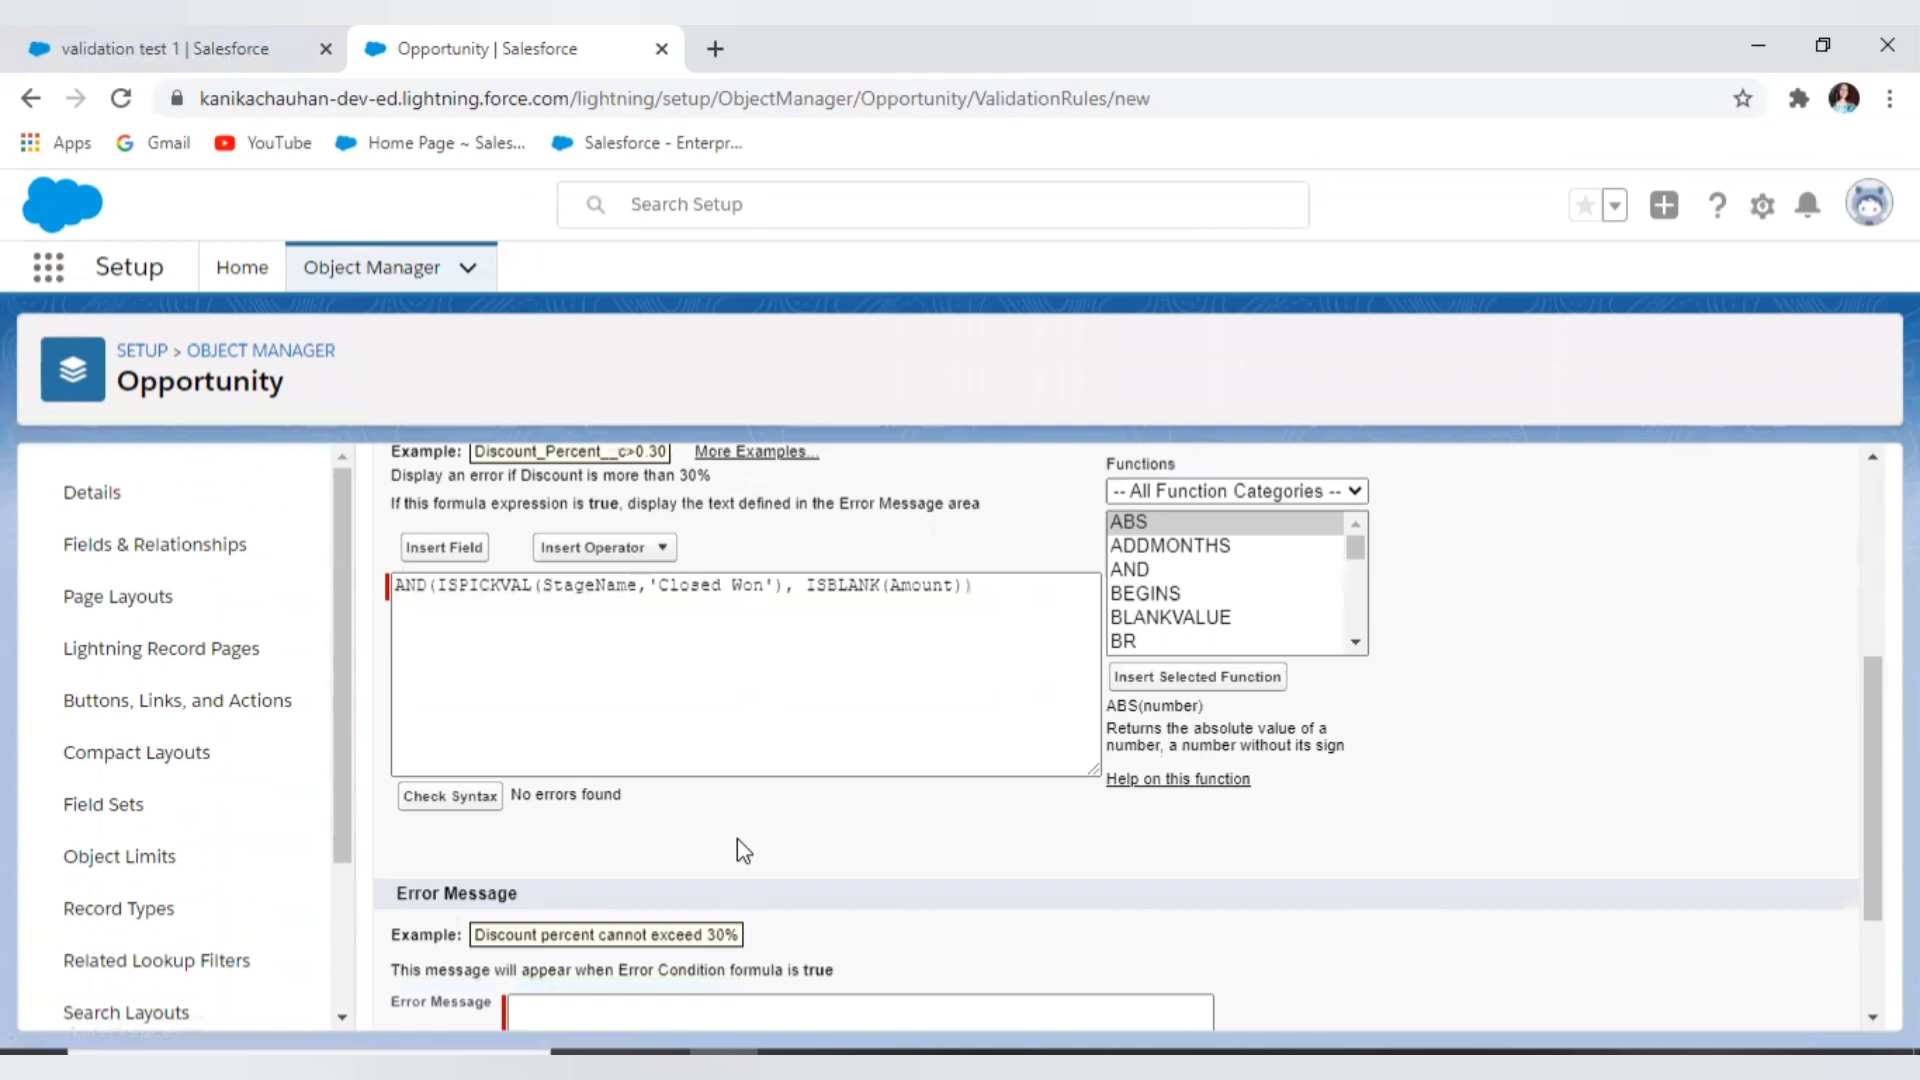 validation test 1 | Salesforce
Opportunity | Salesforce
kanikachauhan-dev-ed.lightning.force.com/lightning/setup/ObjectManager/Opportunity/ValidationRules/new
Apps
Gmail
YouTube
Home Page ~ Sales...
Salesforce - Enterpr...
Search Setup
Setup
Home
Object Manager
SETUP > OBJECT MANAGER
Opportunity
Details
Fields & Relationships
Page Layouts
Lightning Record Pages
Buttons, Links, and Actions
Compact Layouts
Field Sets
Object Limits
Record Types
Related Lookup Filters
Search Layouts
Example: Discount_Percent__c>0.30 More Examples...
Display an error if Discount is more than 30%
If this formula expression is true, display the text defined in the Error Message area
Insert Field
Insert Operator
AND(ISPICKVAL(StageName,'Closed Won'), ISBLANK(Amount))
Check Syntax No errors found
Functions
-- All Function Categories --
ABS
ADDMONTHS
AND
BEGINS
BLANKVALUE
BR
Insert Selected Function
ABS(number)
Returns the absolute value of a
number, a number without its sign
Help on this function
Error Message
Example: Discount percent cannot exceed 30%
This message will appear when Error Condition formula is true
Error Message